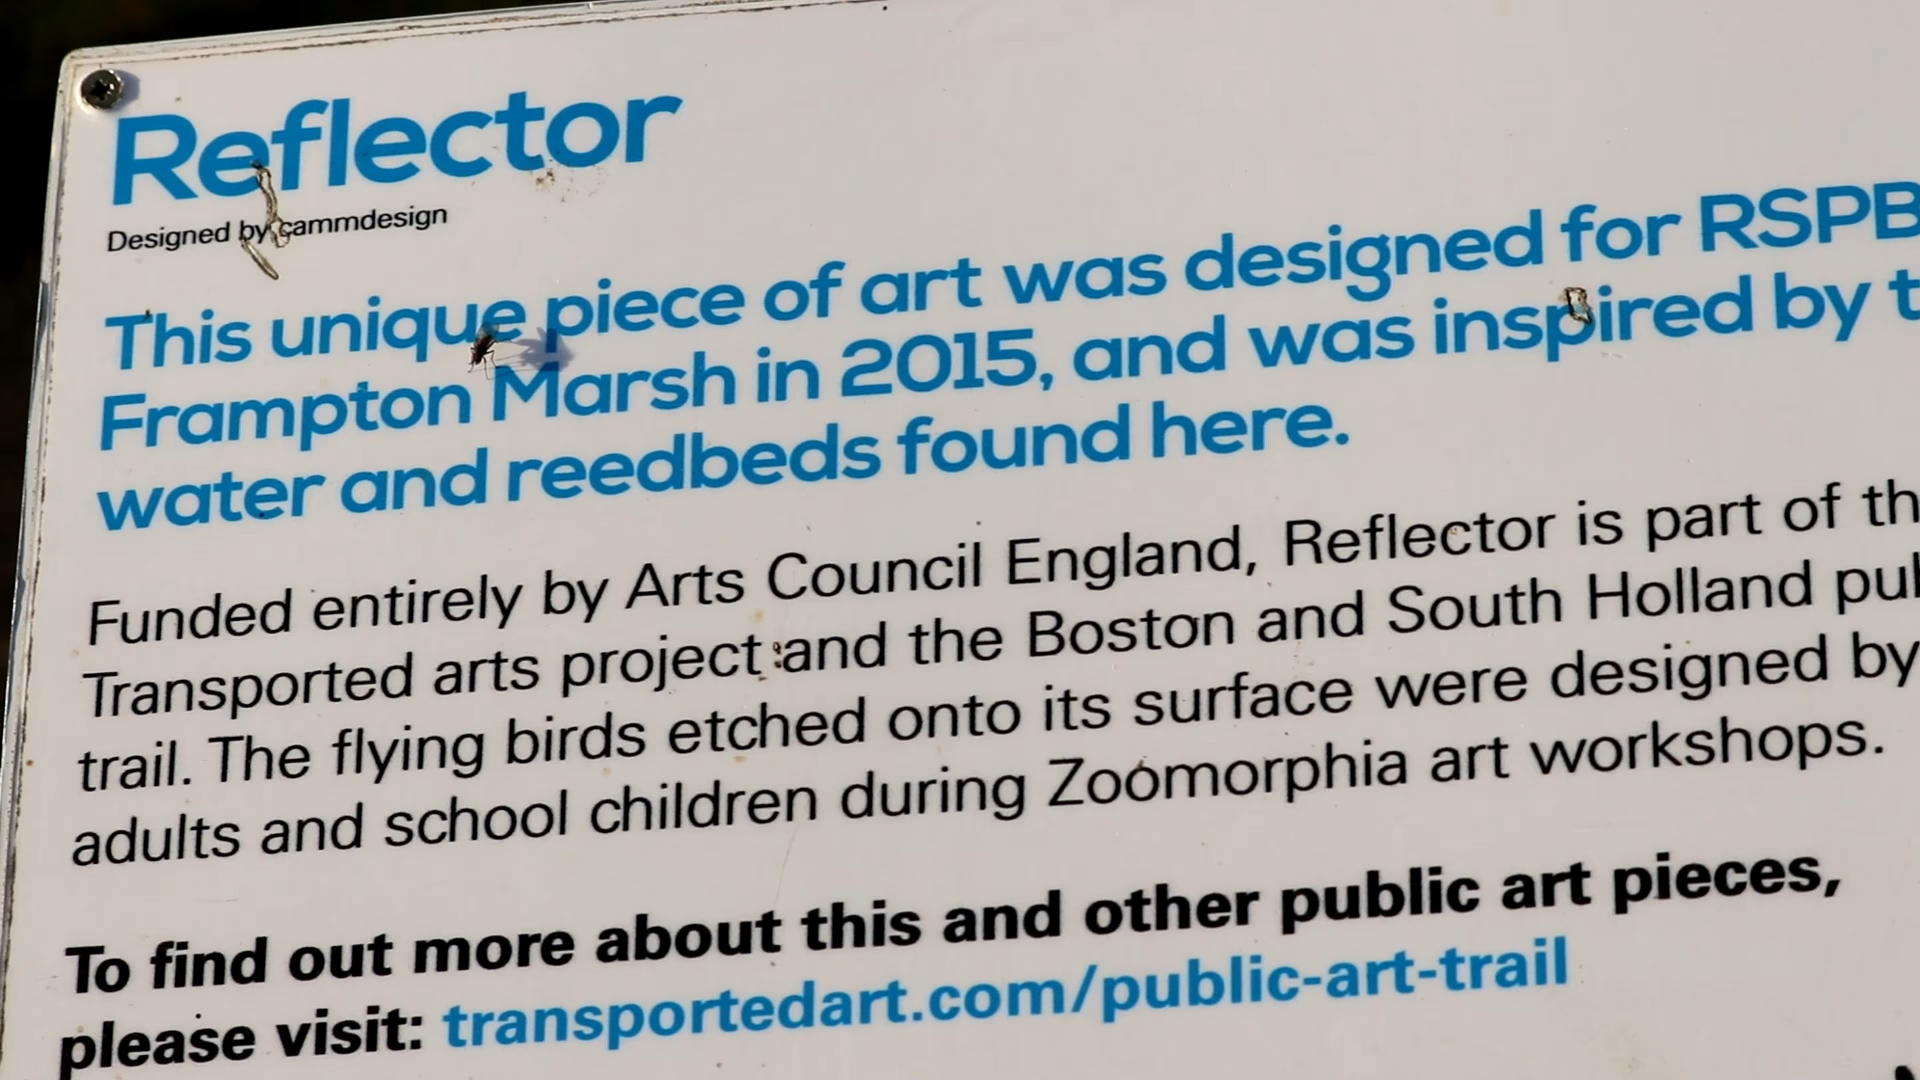 Reflector
Designed by cammdesign
This unique piece of art was designed for RSPB
Frampton Marsh in 2015, and was inspired by t
water and reedbeds found here.
Funded entirely by Arts Council England, Reflector is part of th
Transported arts project and the Boston and South Holland pu
trail. The flying birds etched onto its surface were designed by
adults and school children during Zoomorphia art workshops.
To find out more about this and other public art pieces,
please visit: transportedart.com/public-art-trail